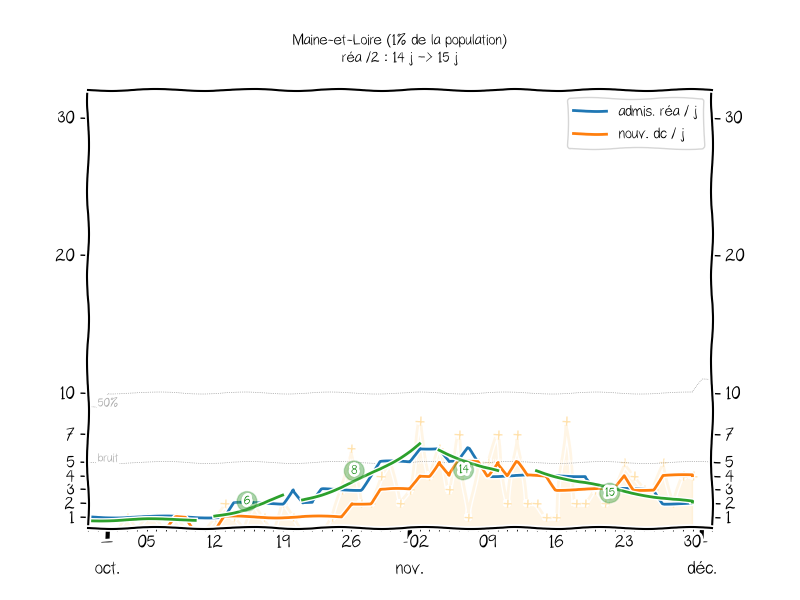 Maine-et-Loire (1% de la population)
réa /2 : 14 j -> 15 j
admis. réa / j
nouv. dc / j
30 30
20 20
10 10
50%
7 7
bruit
5 5
4 4
3 3
2 2
1 1
6 8 14 15
05 12 19 26 02 09 16 23 30
oct. nov. déc.